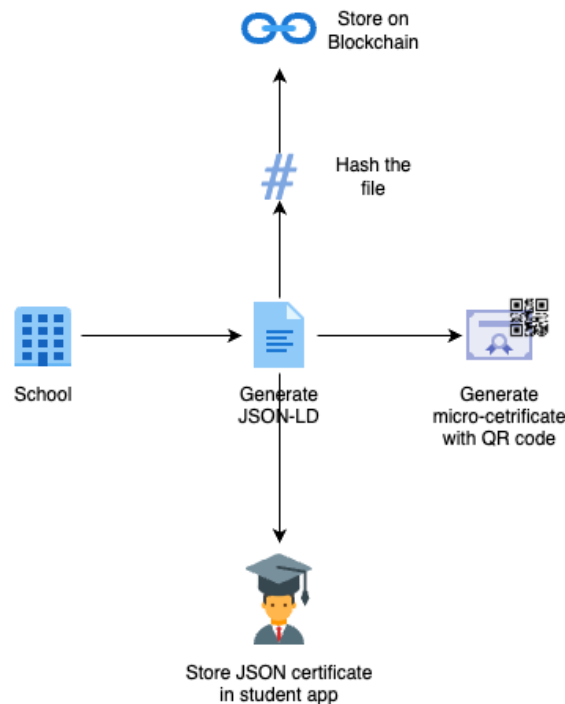 Store on
Blockchain
#
Hash the
file
School
Generate
JSON-LD
Generate
micro-cetrificate
with QR code
Store JSON certificate
in student app